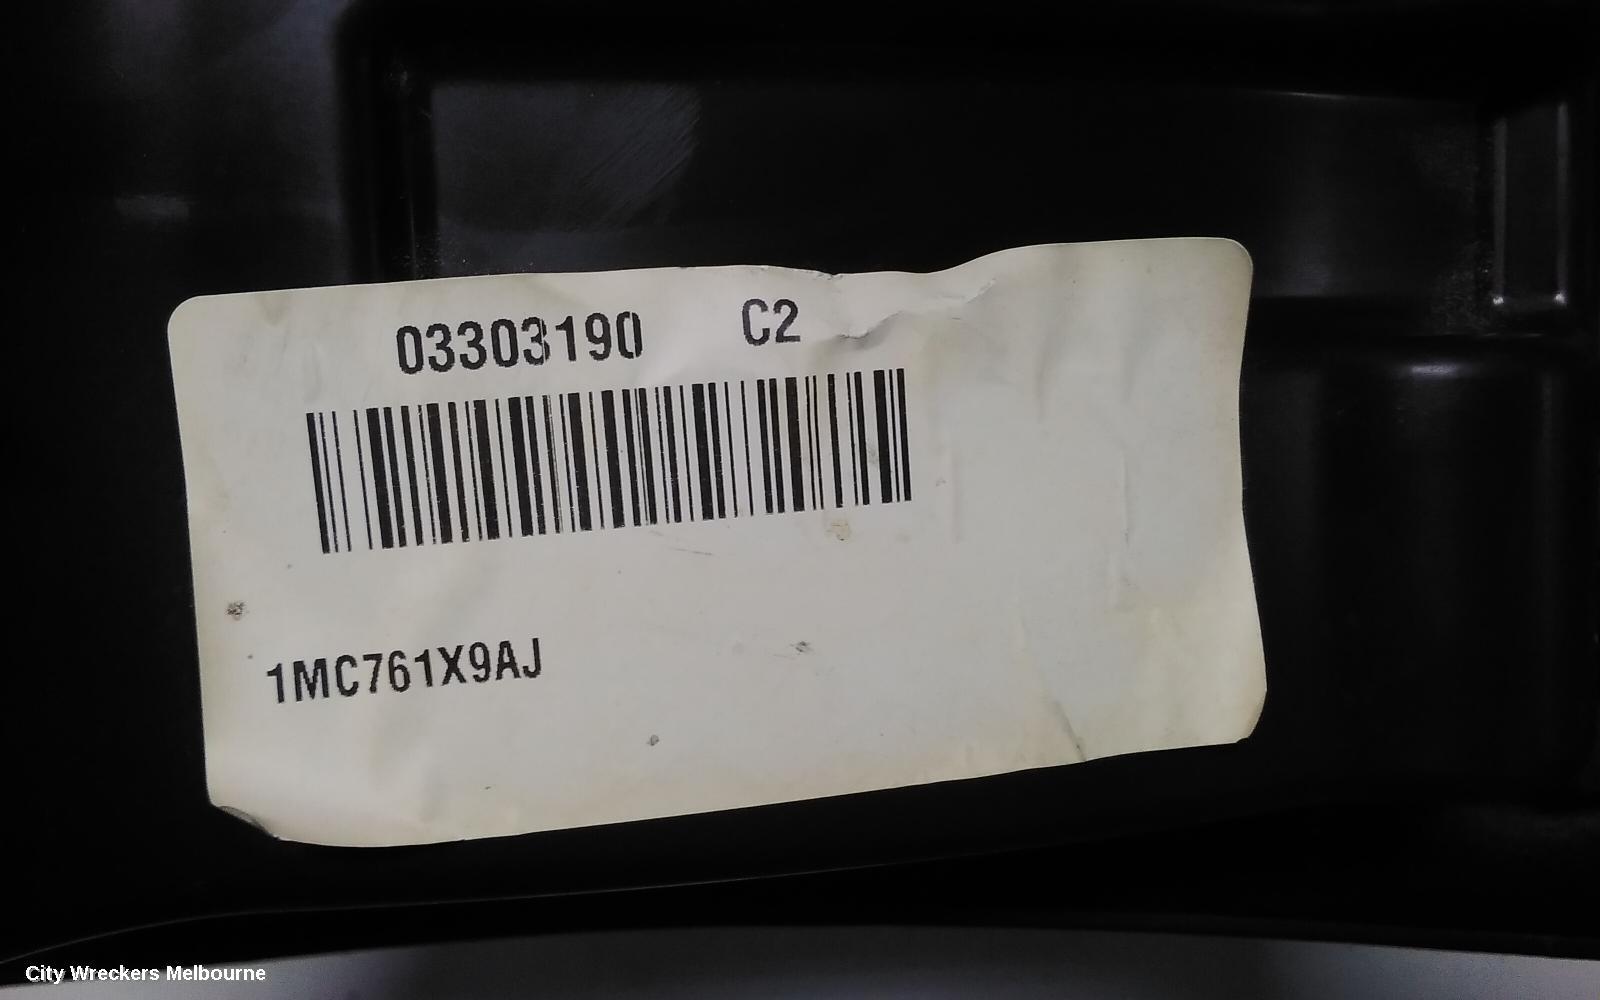 03303190 C2
1MC761X9AJ
City Wreckers Melbourne